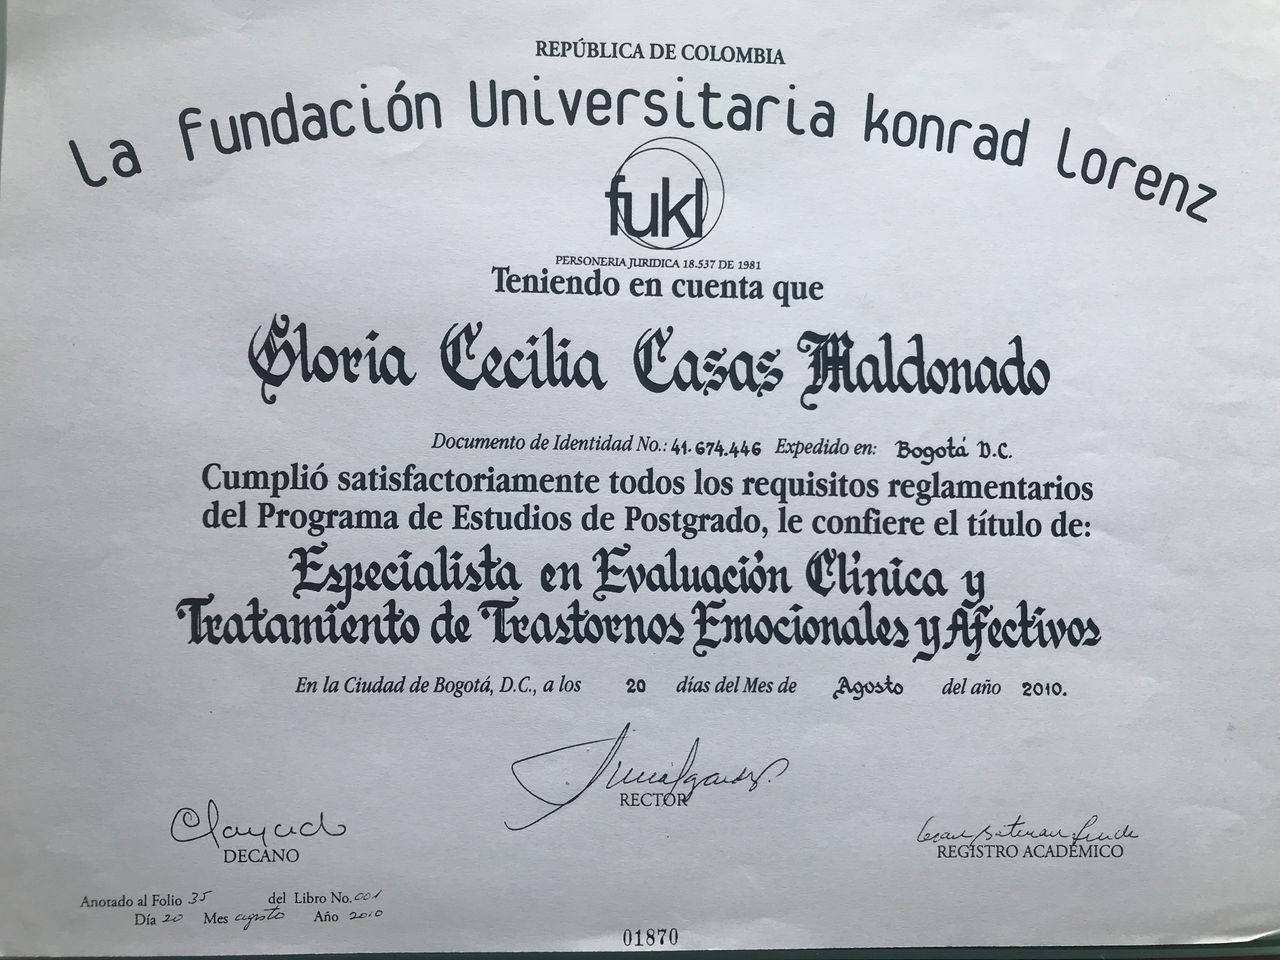 REPÚBLICA DE COLOMBIA
La Fundación Universitaria Konrad Lorenz
fukl
PERSONERIA JURIDICA 18.537 DE 1981
Teniendo en cuenta que
Gloria Cecilia Casas Maldonado
Documento de Identidad No.: 41.674.446 Expedido en: Bogotá D.C.
Cumplió satisfactoriamente todos los requisitos reglamentarios
del Programa de Estudios de Postgrado, le confiere el título de:
Especialista en Evaluación Clínica y
Tratamiento de Trastornos Emocionales y Afectivos
En la Ciudad de Bogotá, D.C., a los 20 días del Mes de Agosto del año 2010.
RECTOR
DECANO
REGISTRO ACADÉMICO
Anotado al Folio 35 del Libro No. 001
Día 20 Mes agosto Año 2010
01870